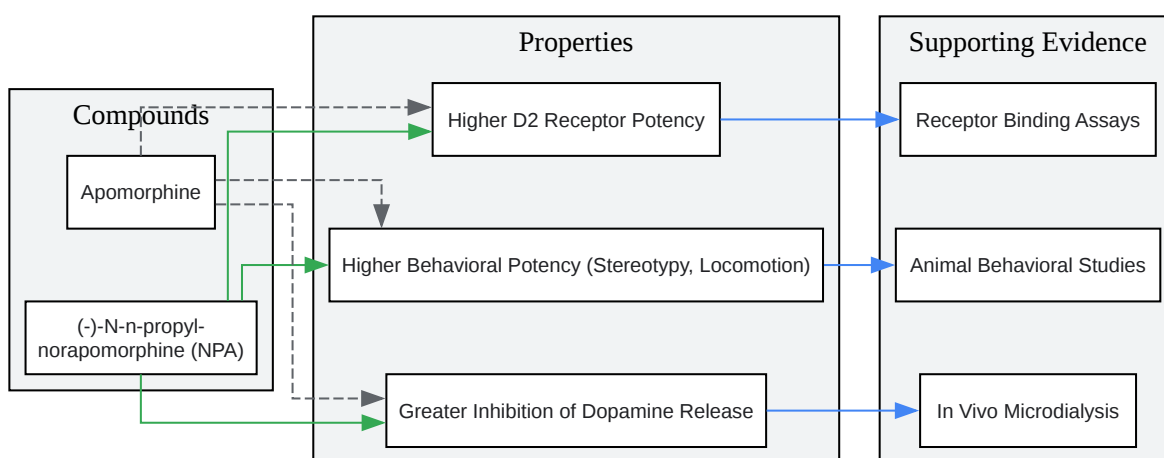 Properties
Supporting Evidence
Compounds
Higher D2 Receptor Potency
Receptor Binding Assays
Apomorphine
Higher Behavioral Potency (Stereotypy, Locomotion)
Animal Behavioral Studies
(-)-N-n-propyl-
norapomorphine (NPA)
Greater Inhibition of Dopamine Release
In Vivo Microdialysis